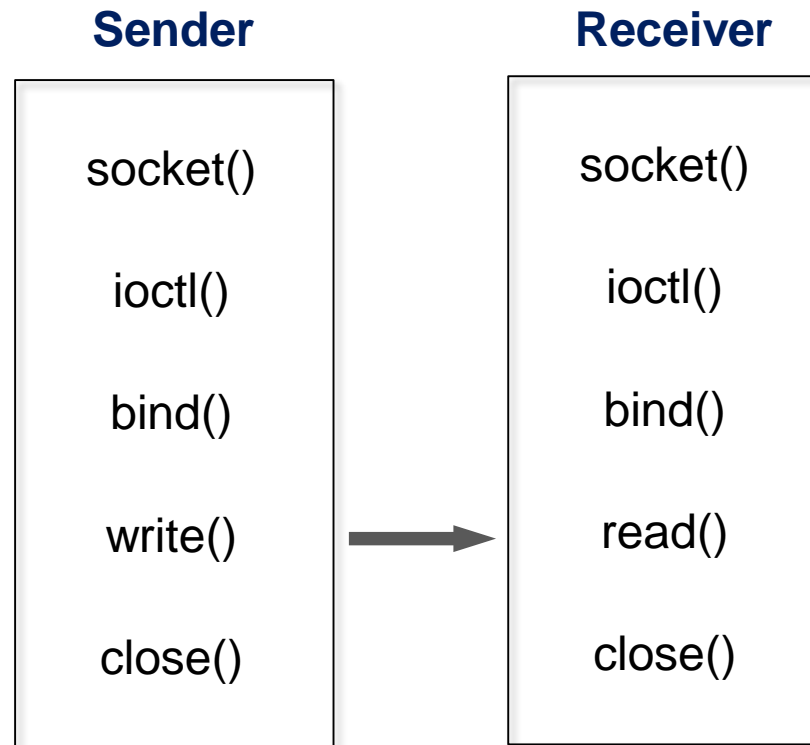 Sender
socket()
ioctl()
bind()
write()
close()
Receiver
socket()
ioctl()
bind()
read()
close()